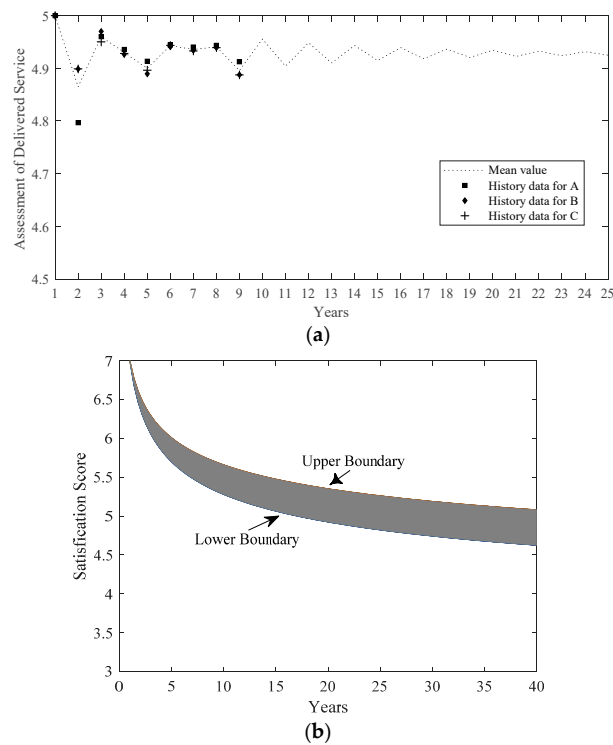 5
4.9
4.8
4.7
4.6
4.5
Assessment of Delivered Service
Mean value
History data for A
History data for B
History data for C
1 2 3 4 5 6 7 8 9 10 11 12 13 14 15 16 17 18 19 20 21 22 23 24 25
Years
(a)
7
6.5
6
5.5
5
4.5
4
3.5
3
Satisfication Score
Upper Boundary
Lower Boundary
0 5 10 15 20 25 30 35 40
Years
(b)